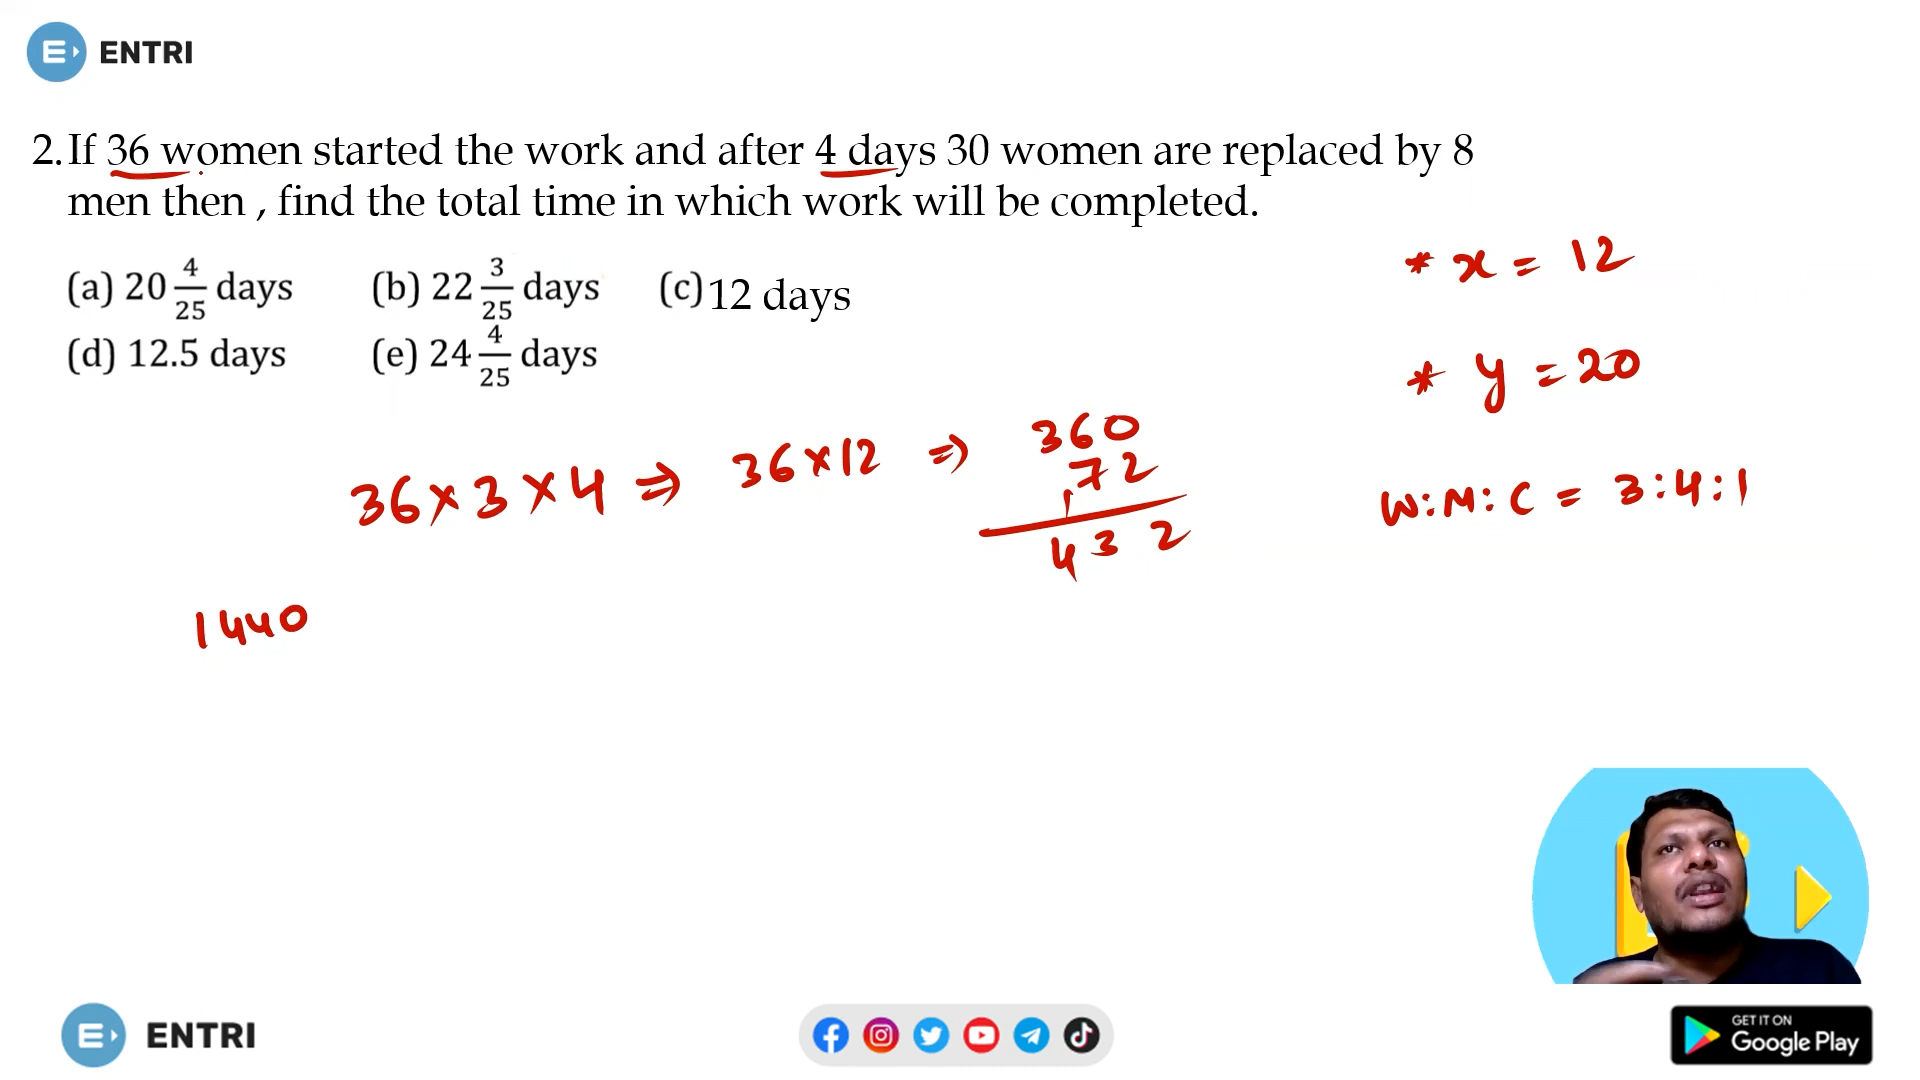 ENTRI
2. If 36 women started the work and after 4 days 30 women are replaced by 8
men then , find the total time in which work will be completed.
(a) 20 4/25 days (b) 22 3/25 days (c) 12 days
(d) 12.5 days (e) 24 4/25 days
* x = 12
* y = 20
36 × 3 × 4 ⇒ 36 × 12 ⇒ 360
72
1
432
W : M : C = 3 : 4 : 1
1440
ENTRI
GET IT ON
Google Play